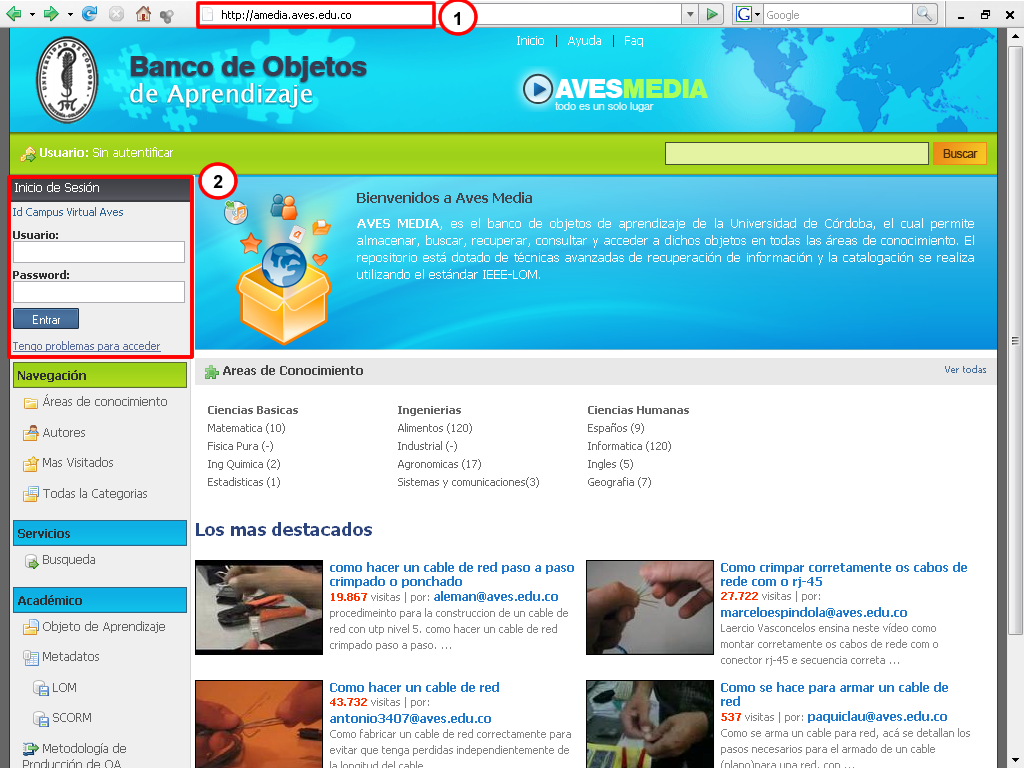 http://amedia.aves.edu.co
1
Google
Inicio | Ayuda | Faq
Banco de Objetos
de Aprendizaje
AVESMEDIA
todo es un solo lugar
Usuario: Sin autentificar
Buscar
2
Inicio de Sesión
Id Campus Virtual Aves
Usuario:
Password:
Entrar
Tengo problemas para acceder
Bienvenidos a Aves Media
AVES MEDIA, es el banco de objetos de aprendizaje de la Universidad de Córdoba, el cual permite
almacenar, buscar, recuperar, consultar y acceder a dichos objetos en todas las áreas de conocimiento. El
repositorio está dotado de técnicas avanzadas de recuperación de información y la catalogación se realiza
utilizando el estándar IEEE-LOM.
Navegación
Áreas de conocimiento
Autores
Mas Visitados
Todas la Categorias
Servicios
Busqueda
Académico
Objeto de Aprendizaje
Metadatos
LOM
SCORM
Metodología de
Producción de OA
Areas de Conocimiento
Ver todas
Ciencias Basicas
Matematica (10)
Fisica Pura (-)
Ing Quimica (2)
Estadisticas (1)
Ingenierias
Alimentos (120)
Industrial (-)
Agronomicas (17)
Sistemas y comunicaciones(3)
Ciencias Humanas
Españos (9)
Informatica (120)
Ingles (5)
Geografia (7)
Los mas destacados
como hacer un cable de red paso a paso
crimpado o ponchado
19.867 visitas | por: aleman@aves.edu.co
procedimeinto para la construccion de un cable de
red con utp nivel 5. como hacer un cable de red
crimpado paso a paso. ...
Como crimpar corretamente os cabos de
rede com o rj-45
27.722 visitas | por:
marceloespindola@aves.edu.co
Laercio Vasconcelos ensina neste vídeo como
montar corretamente os cabos de rede com o
conector rj-45 e secuencia correta ...
Como hacer un cable de red
43.732 visitas | por:
antonio3407@aves.edu.co
Como fabricar un cable de red correctamente para
evitar que tenga perdidas independientemente de
la longitud del cable
Como se hace para armar un cable de
red
537 visitas | por: paquiclau@aves.edu.co
Como se arma un cable para red, acá se detallan los
pasos necesarios para el armado de un cable
(plano)para una red, con ...